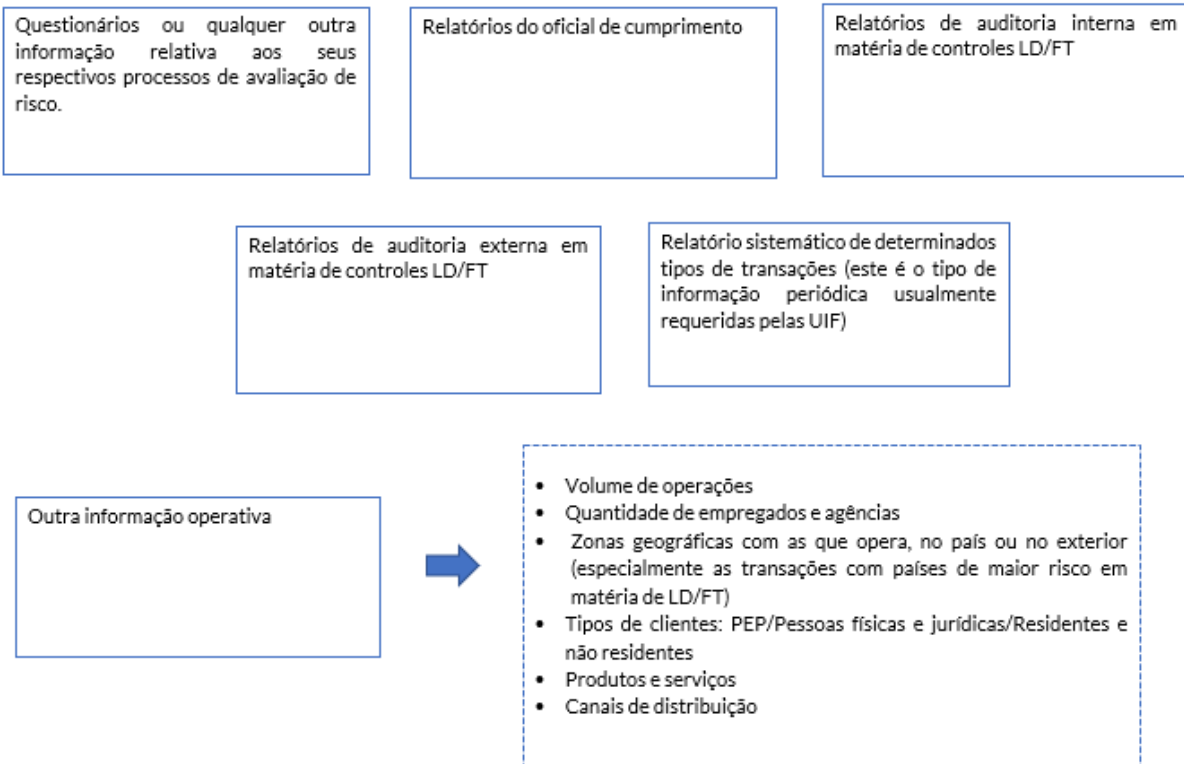 Questionários ou qualquer outra
informação relativa aos seus
respectivos processos de avaliação de
risco.
Relatórios do oficial de cumprimento
Relatórios de auditoria interna em
matéria de controles LD/FT
Relatórios de auditoria externa em
matéria de controles LD/FT
Relatório sistemático de determinados
tipos de transações (este é o tipo de
informação periódica usualmente
requeridas pelas UIF)
Outra informação operativa
• Volume de operações
• Quantidade de empregados e agências
• Zonas geográficas com as que opera, no país ou no exterior
(especialmente as transações com países de maior risco em
matéria de LD/FT)
• Tipos de clientes: PEP/Pessoas físicas e jurídicas/Residentes e
não residentes
• Produtos e serviços
• Canais de distribuição